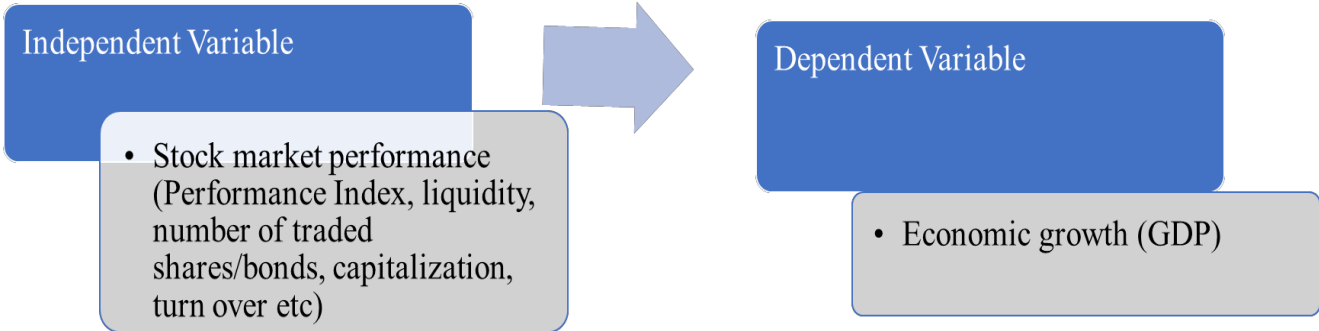 Independent Variable
• Stock market performance
(Performance Index, liquidity,
number of traded
shares/bonds, capitalization,
turn over etc)
Dependent Variable
• Economic growth (GDP)